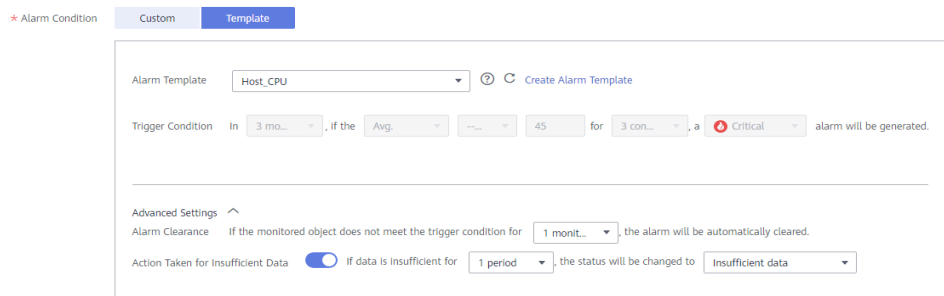 * Alarm Condition Custom Template
Alarm Template Host_CPU ? Create Alarm Template
Trigger Condition In 3 mo... , if the Avg. --... 45 for 3 con... , a Critical alarm will be generated.
Advanced Settings
Alarm Clearance If the monitored object does not meet the trigger condition for 1 monit... , the alarm will be automatically cleared.
Action Taken for Insufficient Data If data is insufficient for 1 period , the status will be changed to Insufficient data